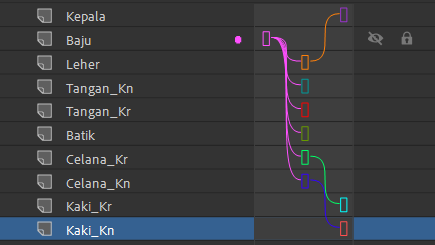 Kepala
Baju
Leher
Tangan_Kn
Tangan_Kr
Batik
Celana_Kr
Celana_Kn
Kaki_Kr
Kaki_Kn